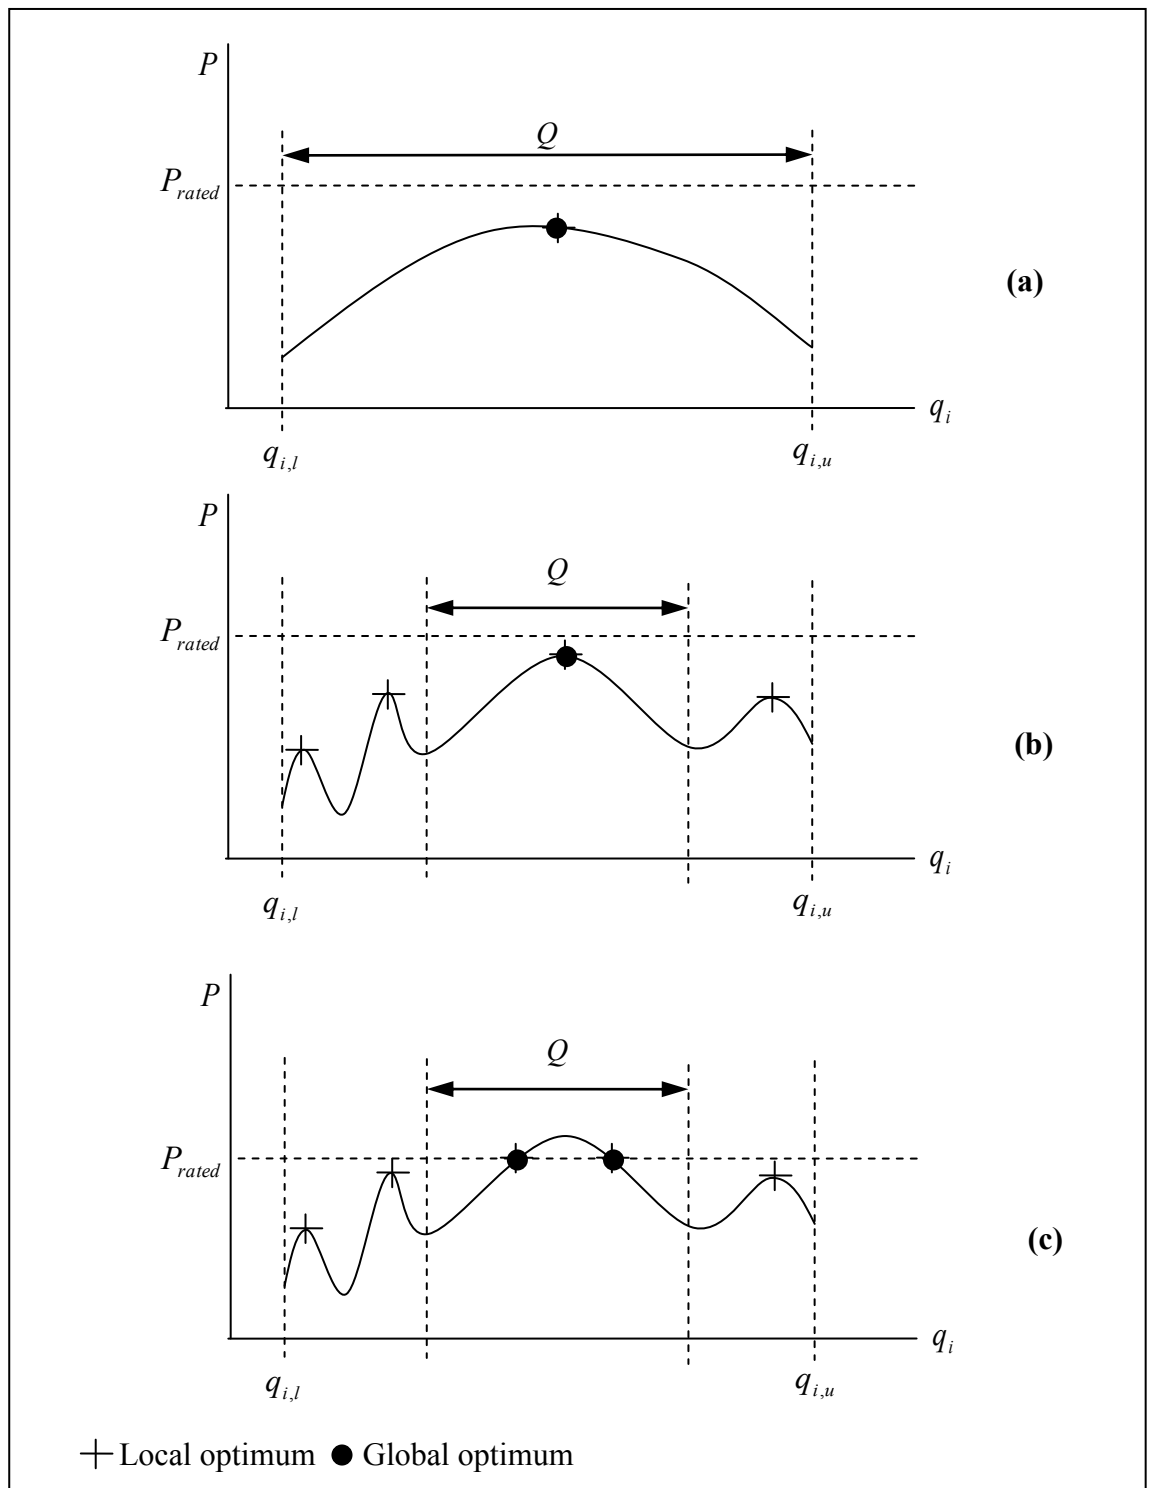 P
Q
P_rated
(a)
q_i
q_i,l q_i,u
P
Q
P_rated
(b)
q_i
q_i,l q_i,u
P
Q
P_rated
(c)
q_i
q_i,l q_i,u
Local optimum Global optimum